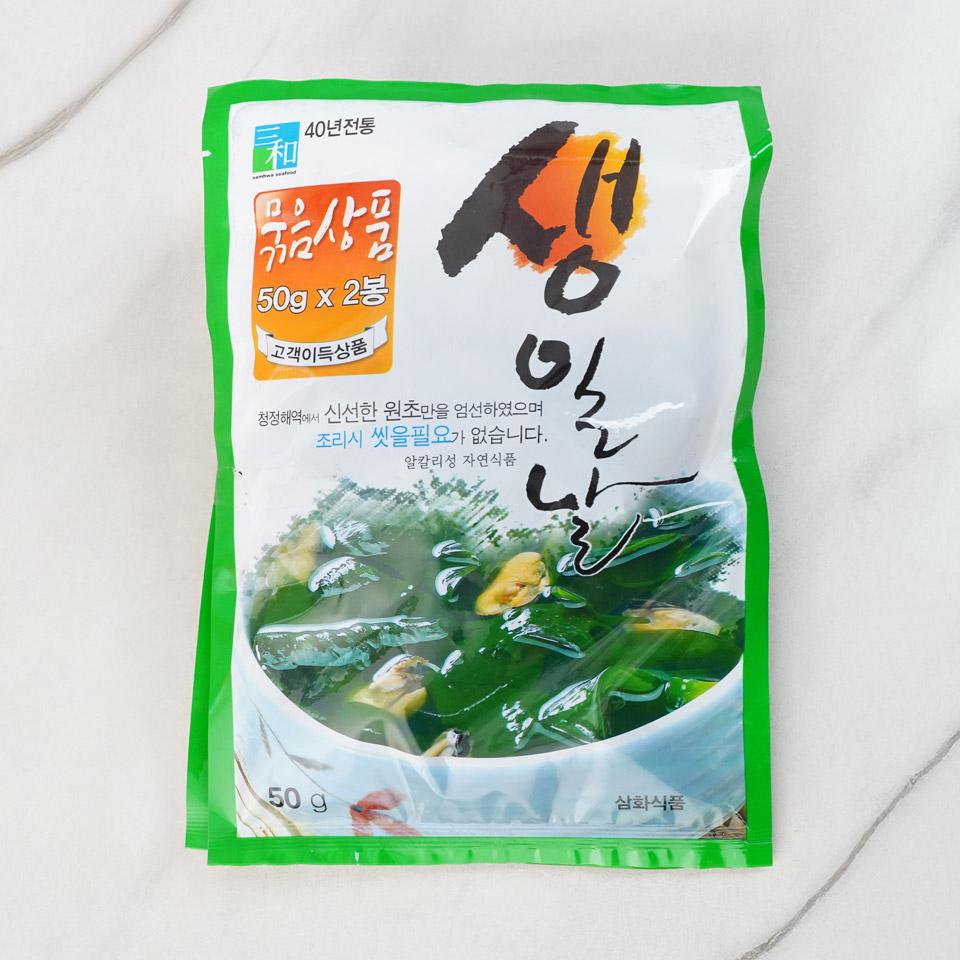 三和
samhwa seafood
40년전통
묶음상품
50g x 2봉
고객이득상품
생
일
날
청정해역에서 신선한 원초만을 엄선하였으며
조리시 씻을필요가 없습니다.
알칼리성 자연식품
50 g
삼화식품